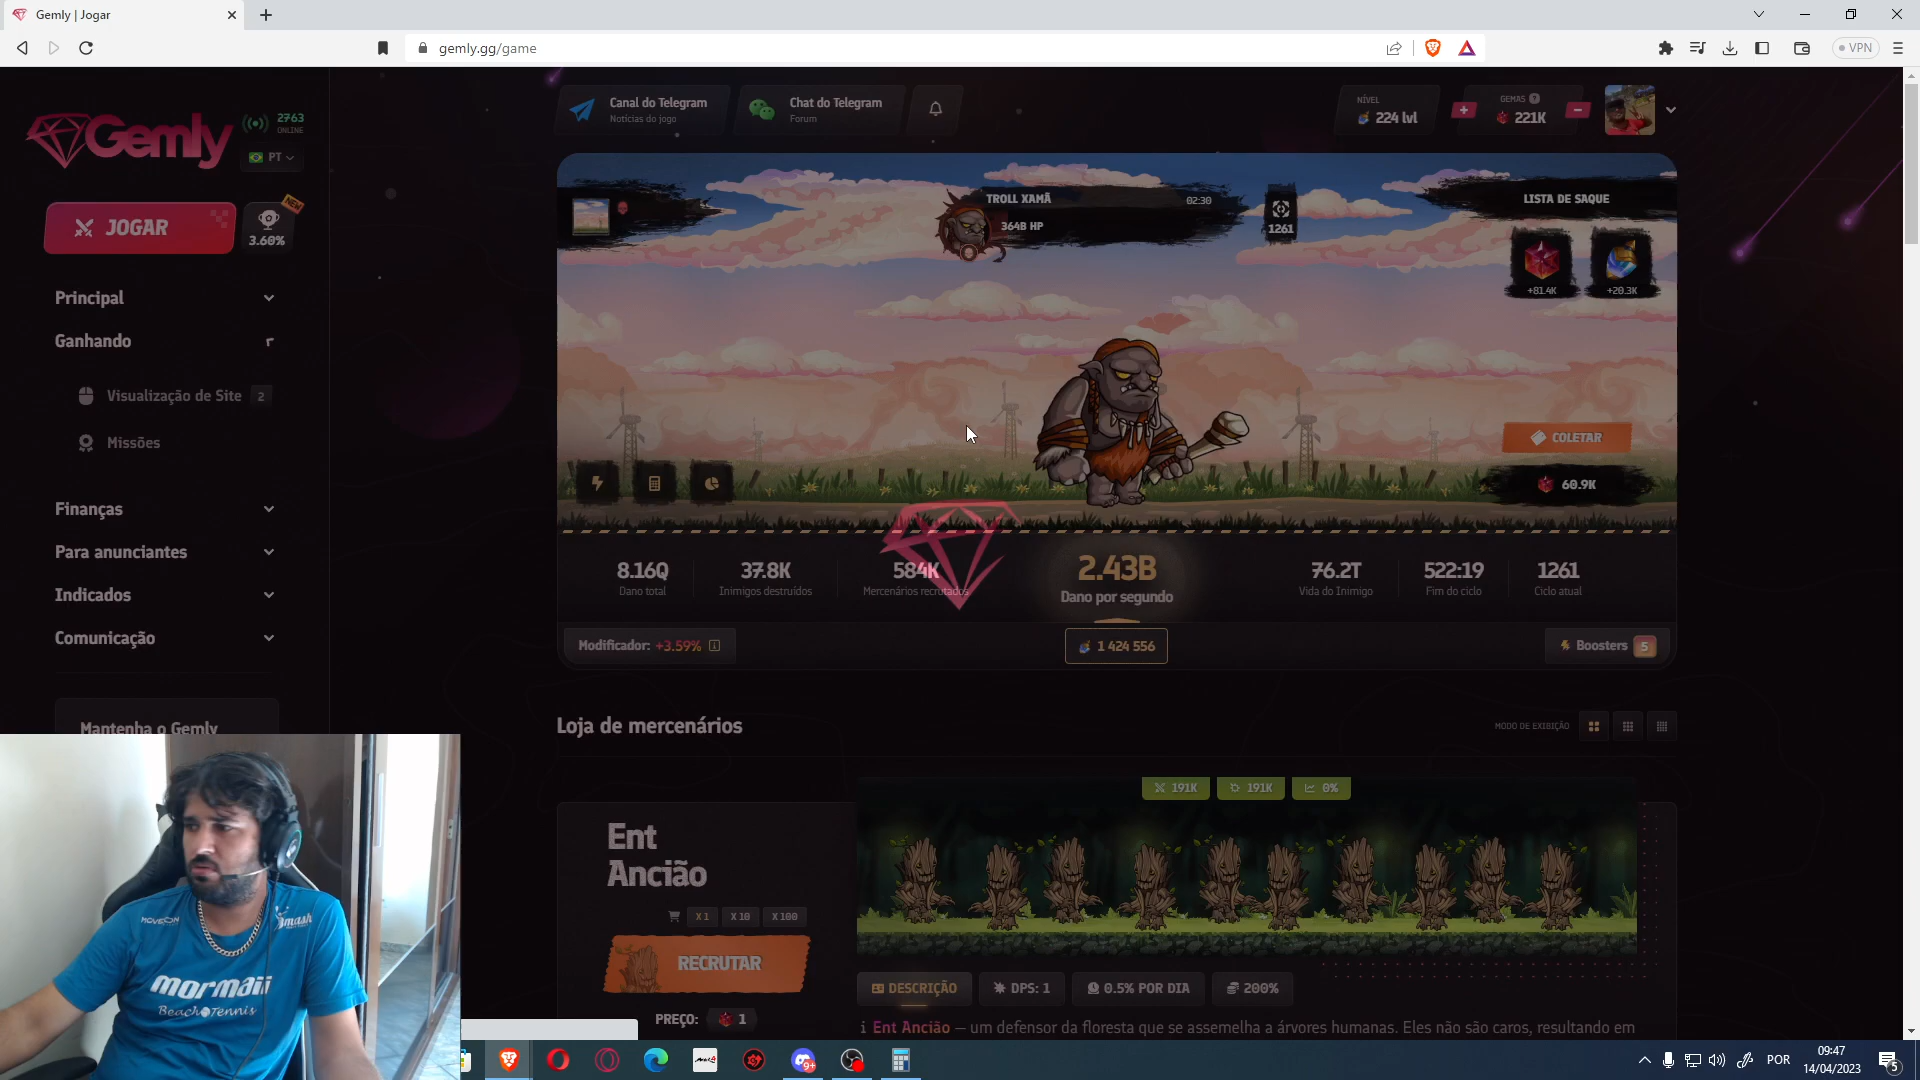 Gemly | Jogar
gemly.gg/game
VPN
Gemly
2763
ONLINE
PT
Canal do Telegram
Notícias do jogo
Chat do Telegram
Forum
NÍVEL
224 lvl
GEMAS
221K
JOGAR
NEW
3.60%
Principal
Ganhando
Visualização de Site 2
Missões
Finanças
Para anunciantes
Indicados
Comunicação
Mantenha o Gemly
TROLL XAMÃ
02:30
364B HP
1261
LISTA DE SAQUE
+81.4K
+20.3K
COLETAR
60.9K
8.16Q
Dano total
37.8K
Inimigos destruídos
584K
Mercenários recrutados
2.43B
Dano por segundo
76.2T
Vida do Inimigo
522:19
Fim do ciclo
1261
Ciclo atual
Modificador: +3.59%
1 424 556
Boosters 5
Loja de mercenários
MODO DE EXIBIÇÃO
191K
191K
0%
Ent
Ancião
X 1
X 10
X 100
RECRUTAR
PREÇO: 1
DESCRIÇÃO
DPS: 1
0.5% POR DIA
200%
Ent Ancião — um defensor da floresta que se assemelha a árvores humanas. Eles não são caros, resultando em
MOVEON
Smash
mormaii
Beach Tennis
9+
POR
09:47
14/04/2023
5